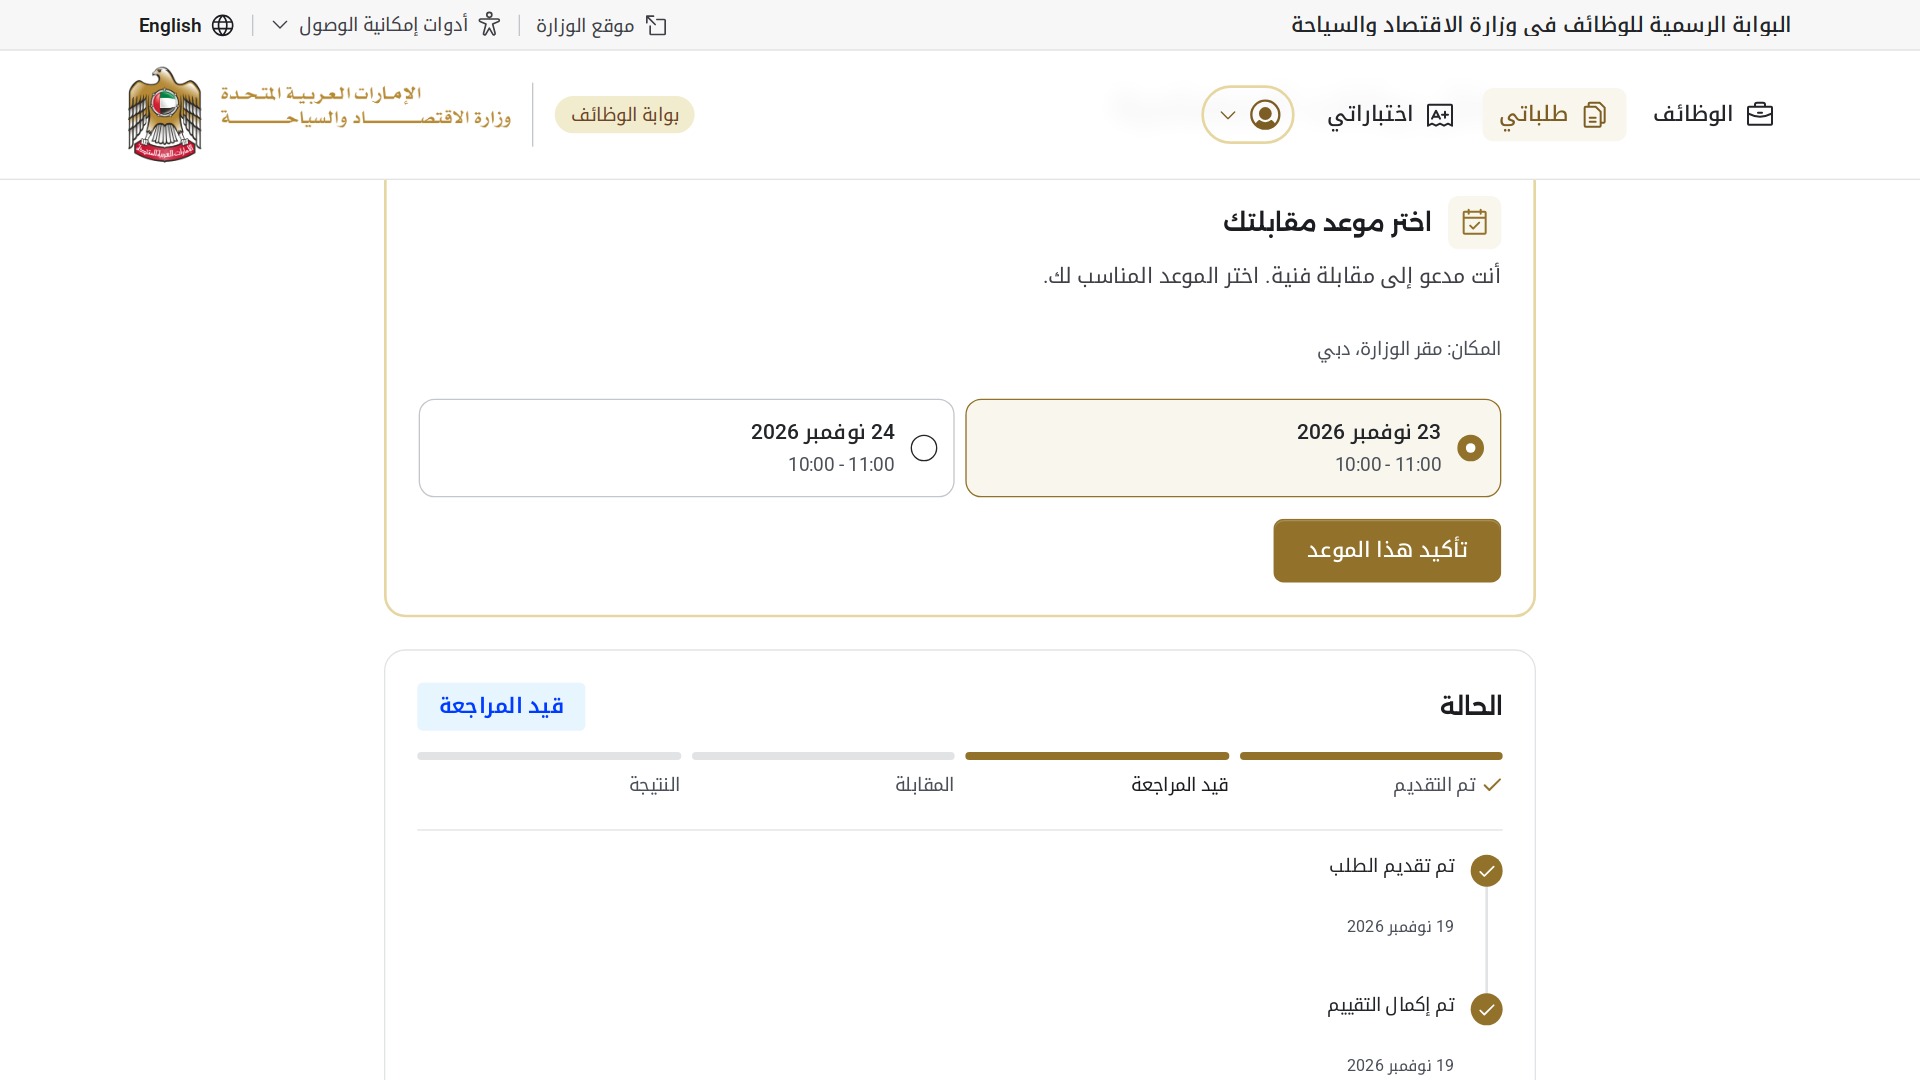 البوابة الرسمية للوظائف في وزارة الاقتصاد والسياحة
موقع الوزارة
أدوات إمكانية الوصول
English
الوظائف
طلباتي
اختباراتي
بوابة الوظائف
الإمارات العربية المتحدة
وزارة الاقتصاد والسياحة
اختر موعد مقابلتك
أنت مدعو إلى مقابلة فنية. اختر الموعد المناسب لك.
المكان: مقر الوزارة، دبي
23 نوفمبر 2026
10:00 - 11:00
24 نوفمبر 2026
10:00 - 11:00
تأكيد هذا الموعد
الحالة
قيد المراجعة
تم التقديم
قيد المراجعة
المقابلة
النتيجة
تم تقديم الطلب
19 نوفمبر 2026
تم إكمال التقييم
19 نوفمبر 2026